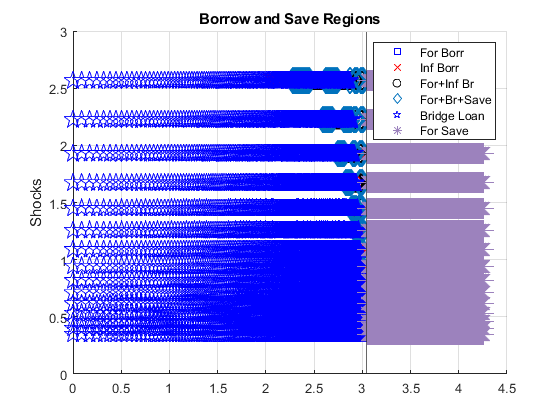 Borrow and Save Regions
3
2.5
2
1.5
1
0.5
0
Shocks
For Borr
Inf Borr
For+Inf Br
For+Br+Save
Bridge Loan
For Save
0 0.5 1 1.5 2 2.5 3 3.5 4 4.5